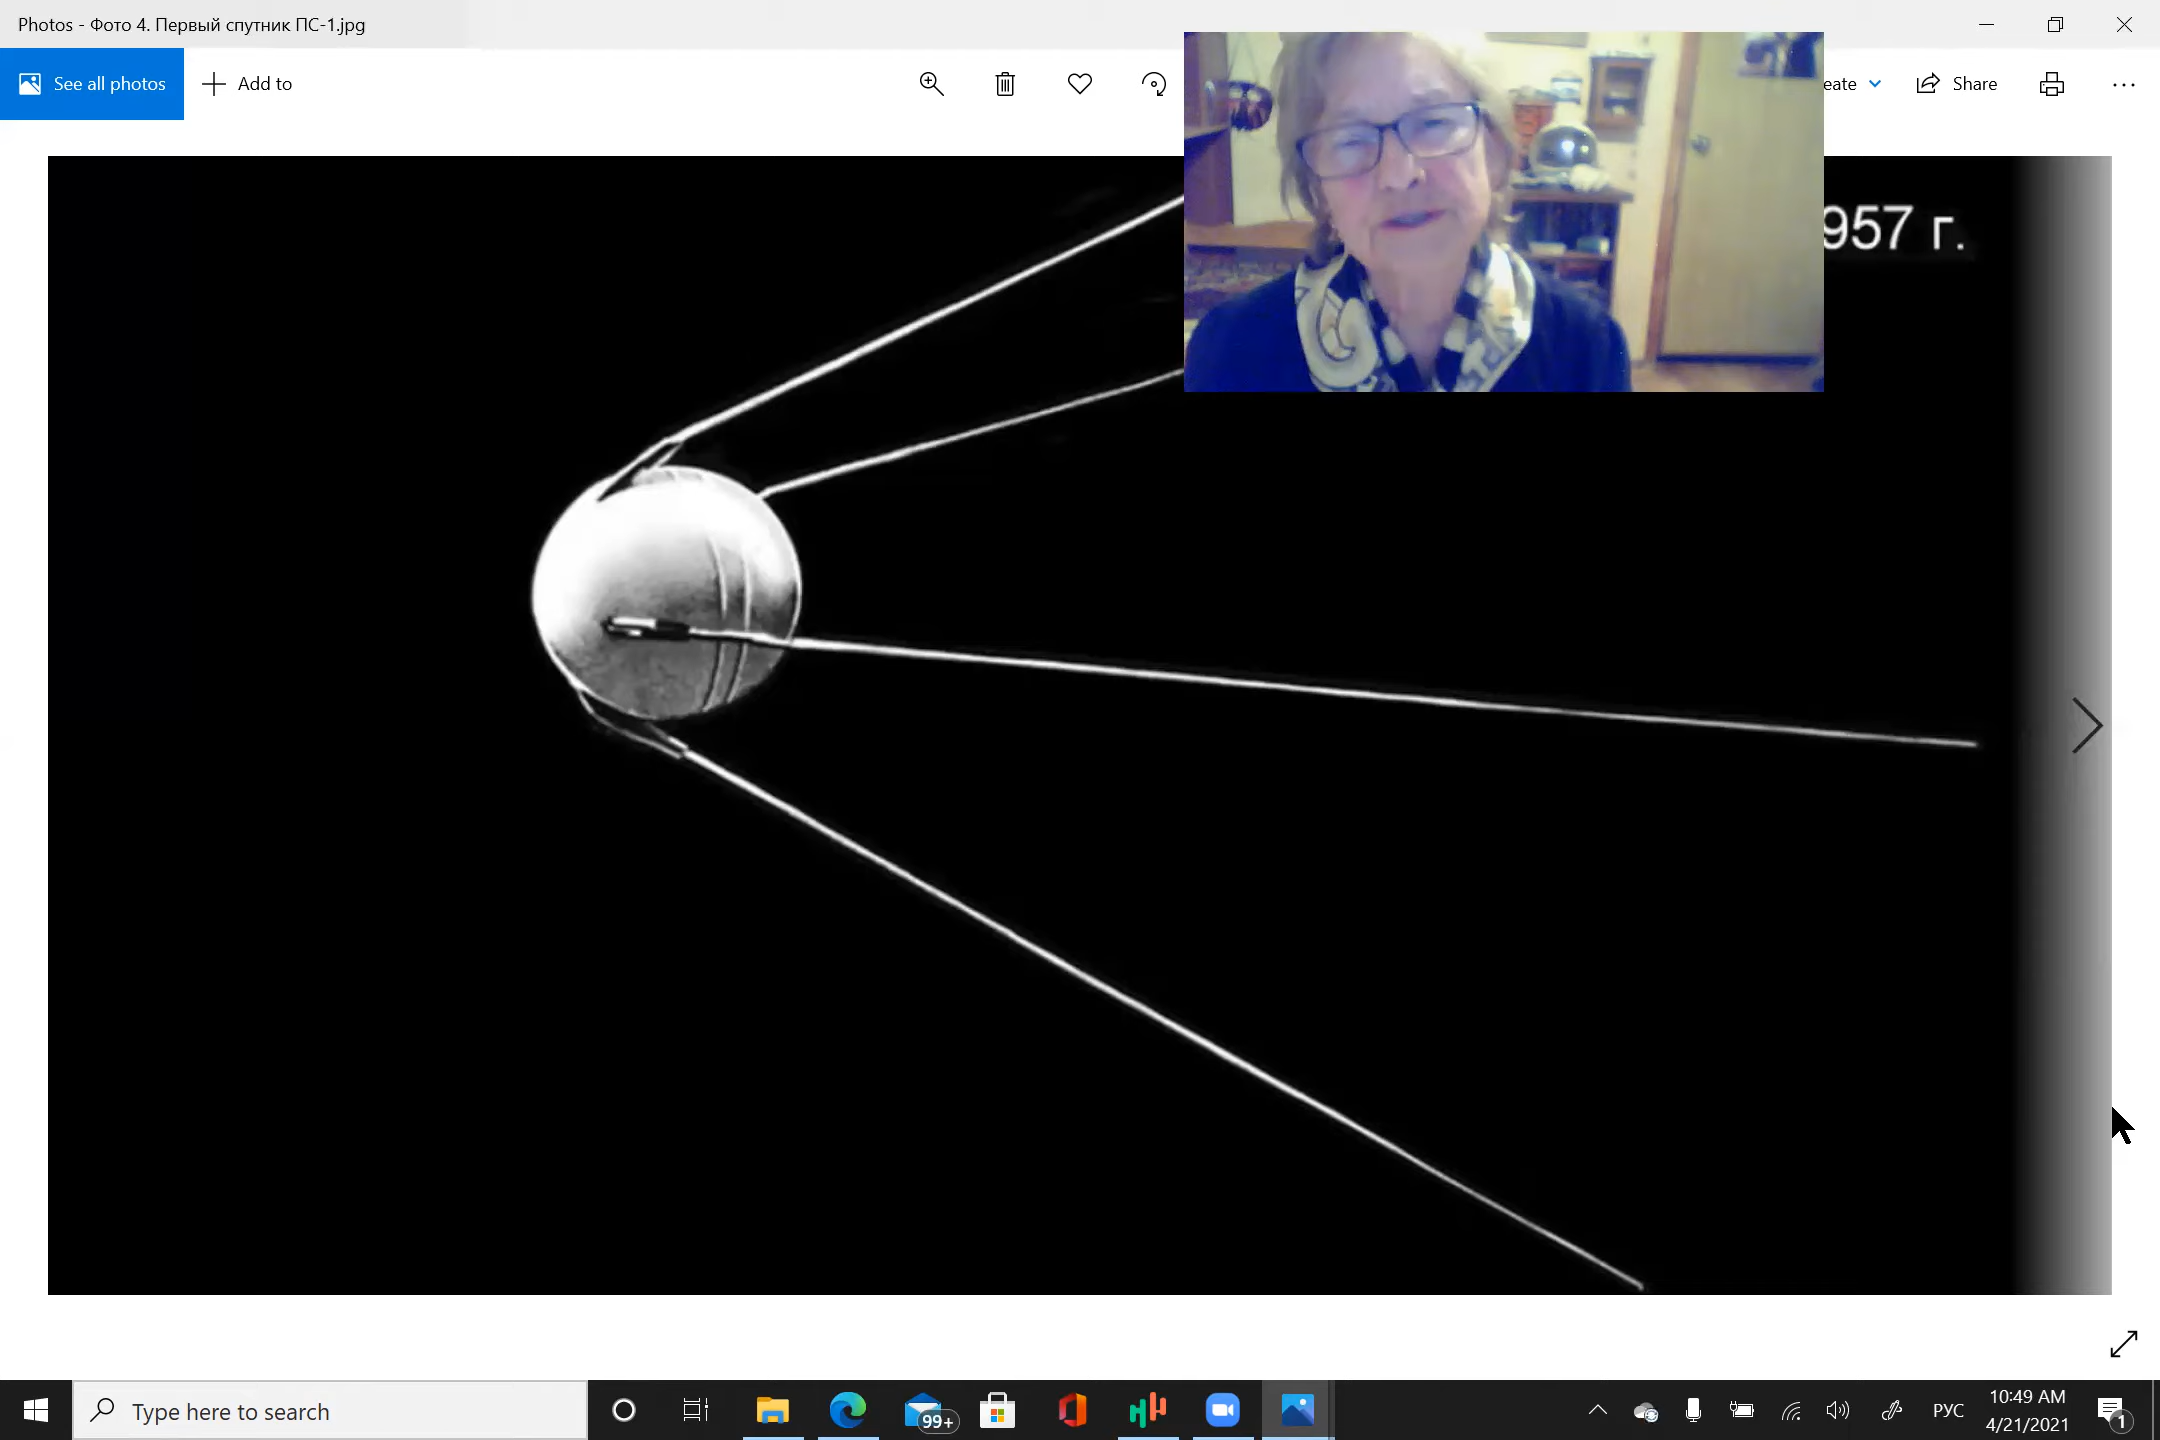 Photos - Фото 4. Первый спутник ПС-1.jpg
See all photos
Add to
eate
Share
957 г.
Type here to search
99+
РУС
10:49 AM
4/21/2021
1